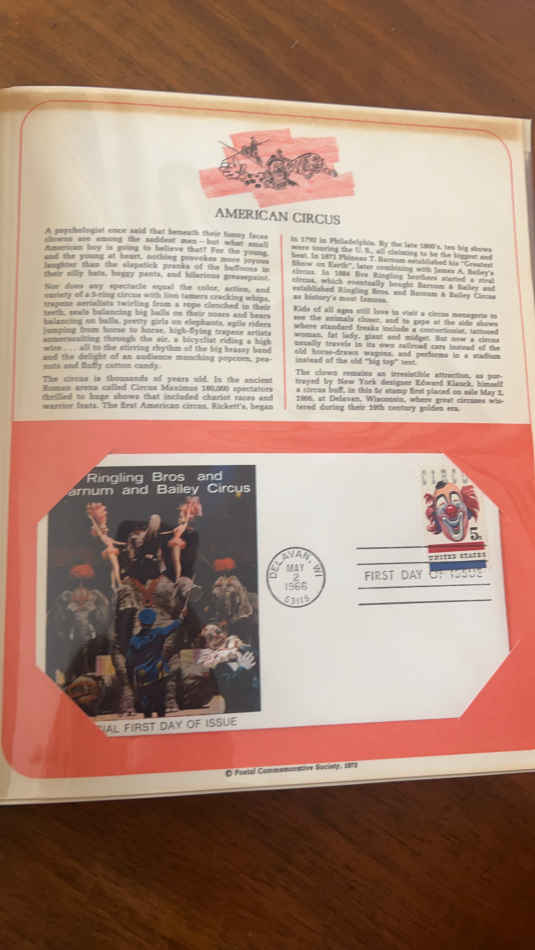 AMERICAN CIRCUS
A psychologist once said that beneath their funny faces
clowns are among the saddest men — but what small
American boy is going to believe that? For the young,
and the young at heart, nothing provokes more joyous
laughter than the slapstick pranks of the buffoons in
their silly hats, baggy pants, and hilarious greasepaint.
Nor does any spectacle equal the color, action, and
variety of a 3-ring circus with lion tamers cracking whips,
trapeze aerialists twirling from a rope clenched in their
teeth, seals balancing big balls on their noses and bears
balancing on balls, pretty girls on elephants, agile riders
jumping from horse to horse, high-flying trapeze artists
somersaulting through the air, a bicyclist riding a high
wire . . . . all to the stirring rhythm of the big brassy band
and the delight of an audience munching popcorn, pea-
nuts and fluffy cotton candy.
The circus is thousands of years old. In the ancient
Roman arena called Circus Maximus 180,000 spectators
thrilled to huge shows that included chariot races and
warrior feats. The first American circus, Rickett's, began
in 1792 in Philadelphia. By the late 1800's, ten big shows
were touring the U. S., all claiming to be the biggest and
best. In 1871 Phineas T. Barnum established his "Greatest
Show on Earth", later combining with James A. Bailey's
circus. In 1884 five Ringling brothers started a rival
circus, which eventually bought Barnum & Bailey and
established Ringling Bros. and Barnum & Bailey Circus
as history's most famous.
Kids of all ages still love to visit a circus menagerie to
see the animals closer, and to gape at the side shows
where standard freaks include a contortionist, tattooed
woman, fat lady, giant and midget. But now a circus
usually travels in its own railroad cars instead of the
old horse-drawn wagons, and performs in a stadium
instead of the old "big top" tent.
The clown remains an irresistible attraction, as por-
trayed by New York designer Edward Klauck, himself
a circus buff, in this 5¢ stamp first placed on sale May 2,
1966, at Delavan, Wisconsin, where great circuses win-
tered during their 19th century golden era.
Ringling Bros and
arnum and Bailey Circus
CIRCUS
5c
UNITED STATES
DELAVAN, WI
MAY
2
1966
53115
FIRST DAY OF ISSUE
IAL FIRST DAY OF ISSUE
© Postal Commemorative Society, 1972